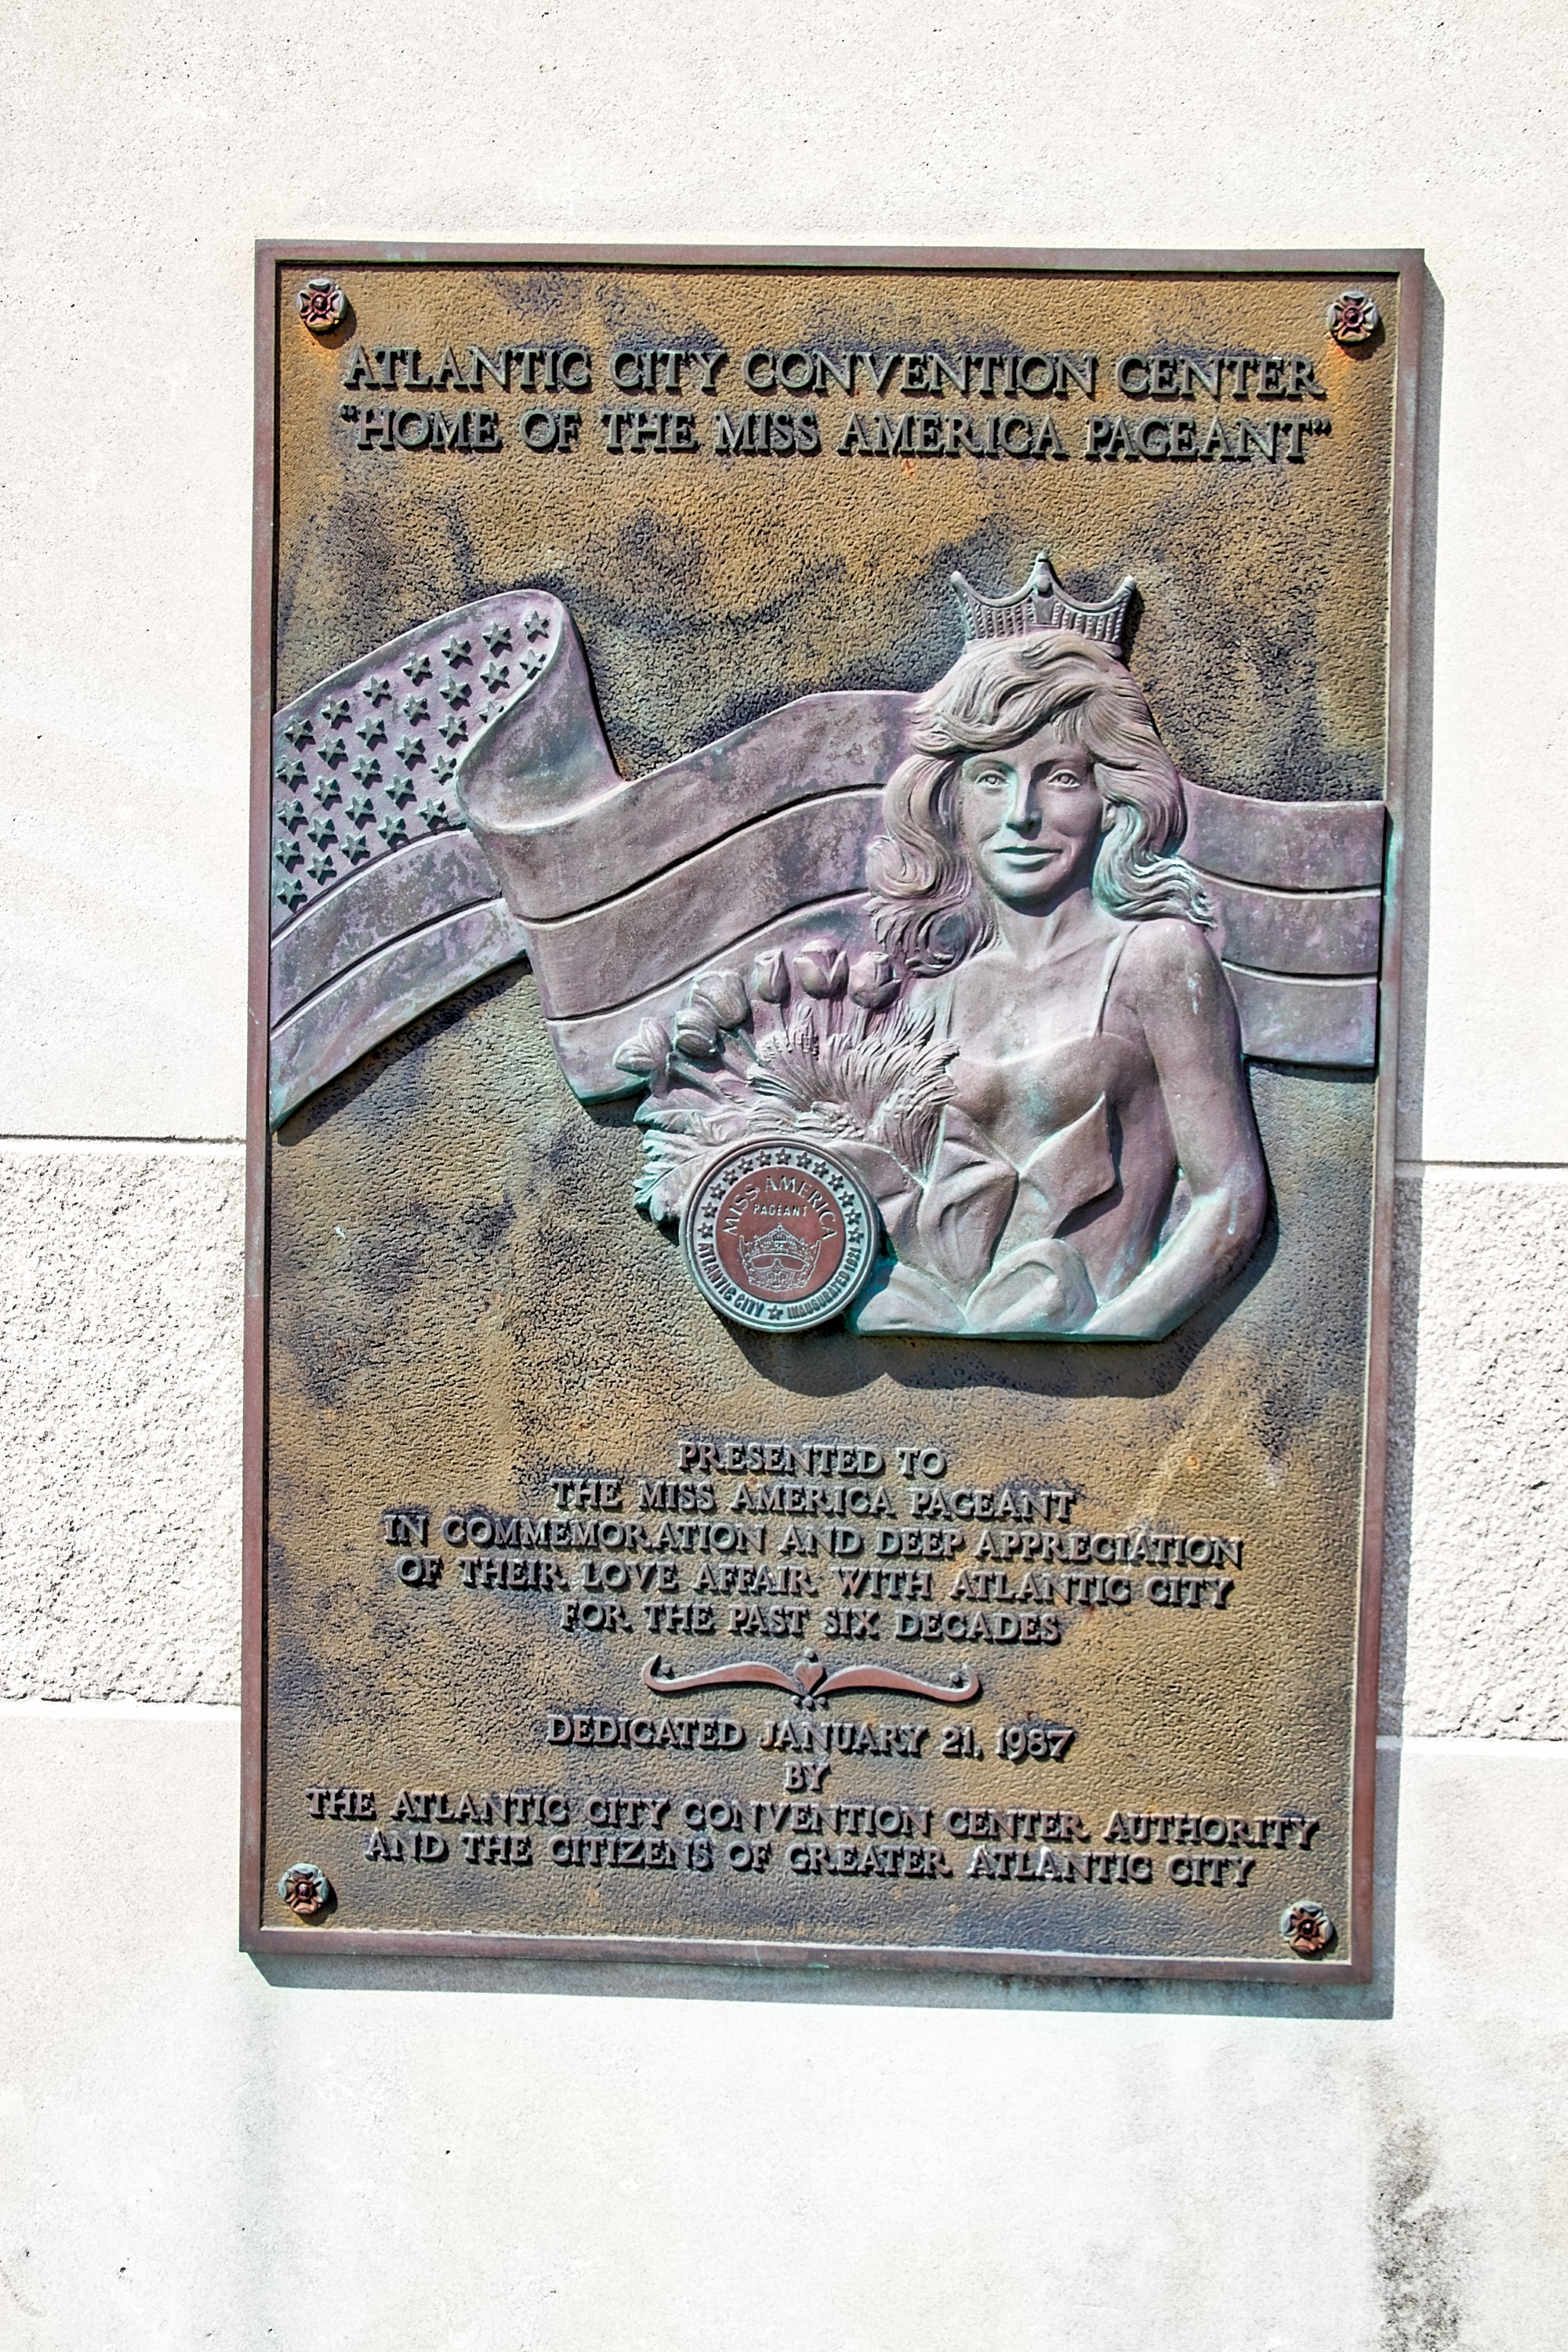 ATLANTIC CITY CONVENTION CENTER
"HOME OF THE MISS AMERICA PAGEANT"
MISS AMERICA
PAGEANT
ATLANTIC CITY ★ INAUGURATED 1921
PRESENTED TO
THE MISS AMERICA PAGEANT
IN COMMEMORATION AND DEEP APPRECIATION
OF THEIR LOVE AFFAIR WITH ATLANTIC CITY
FOR THE PAST SIX DECADES
DEDICATED JANUARY 21, 1987
BY
THE ATLANTIC CITY CONVENTION CENTER AUTHORITY
AND THE CITIZENS OF GREATER ATLANTIC CITY